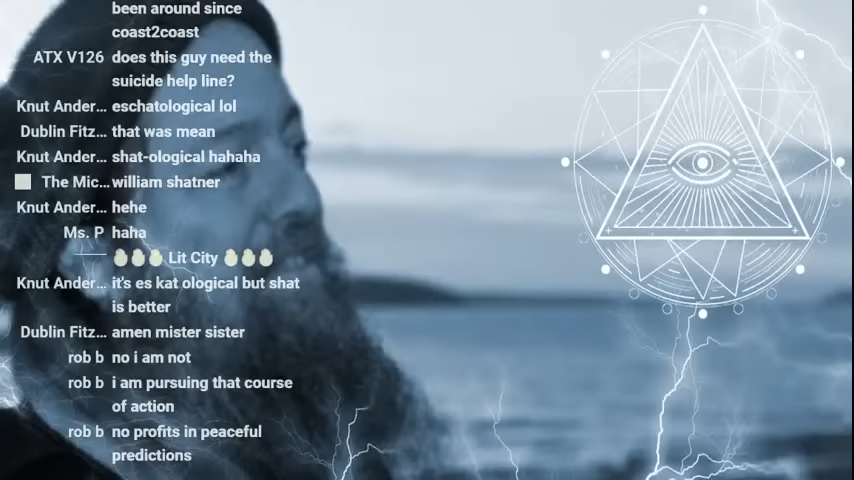 been around since
coast2coast
ATX V126 does this guy need the
suicide help line?
Knut Ander... eschatological lol
Dublin Fitz... that was mean
Knut Ander... shat-ological hahaha
The Mic... william shatner
Knut Ander... hehe
Ms. P haha
Lit City
Knut Ander... it's es kat ological but shat
is better
Dublin Fitz... amen mister sister
rob b no i am not
rob b i am pursuing that course
of action
rob b no profits in peaceful
predictions